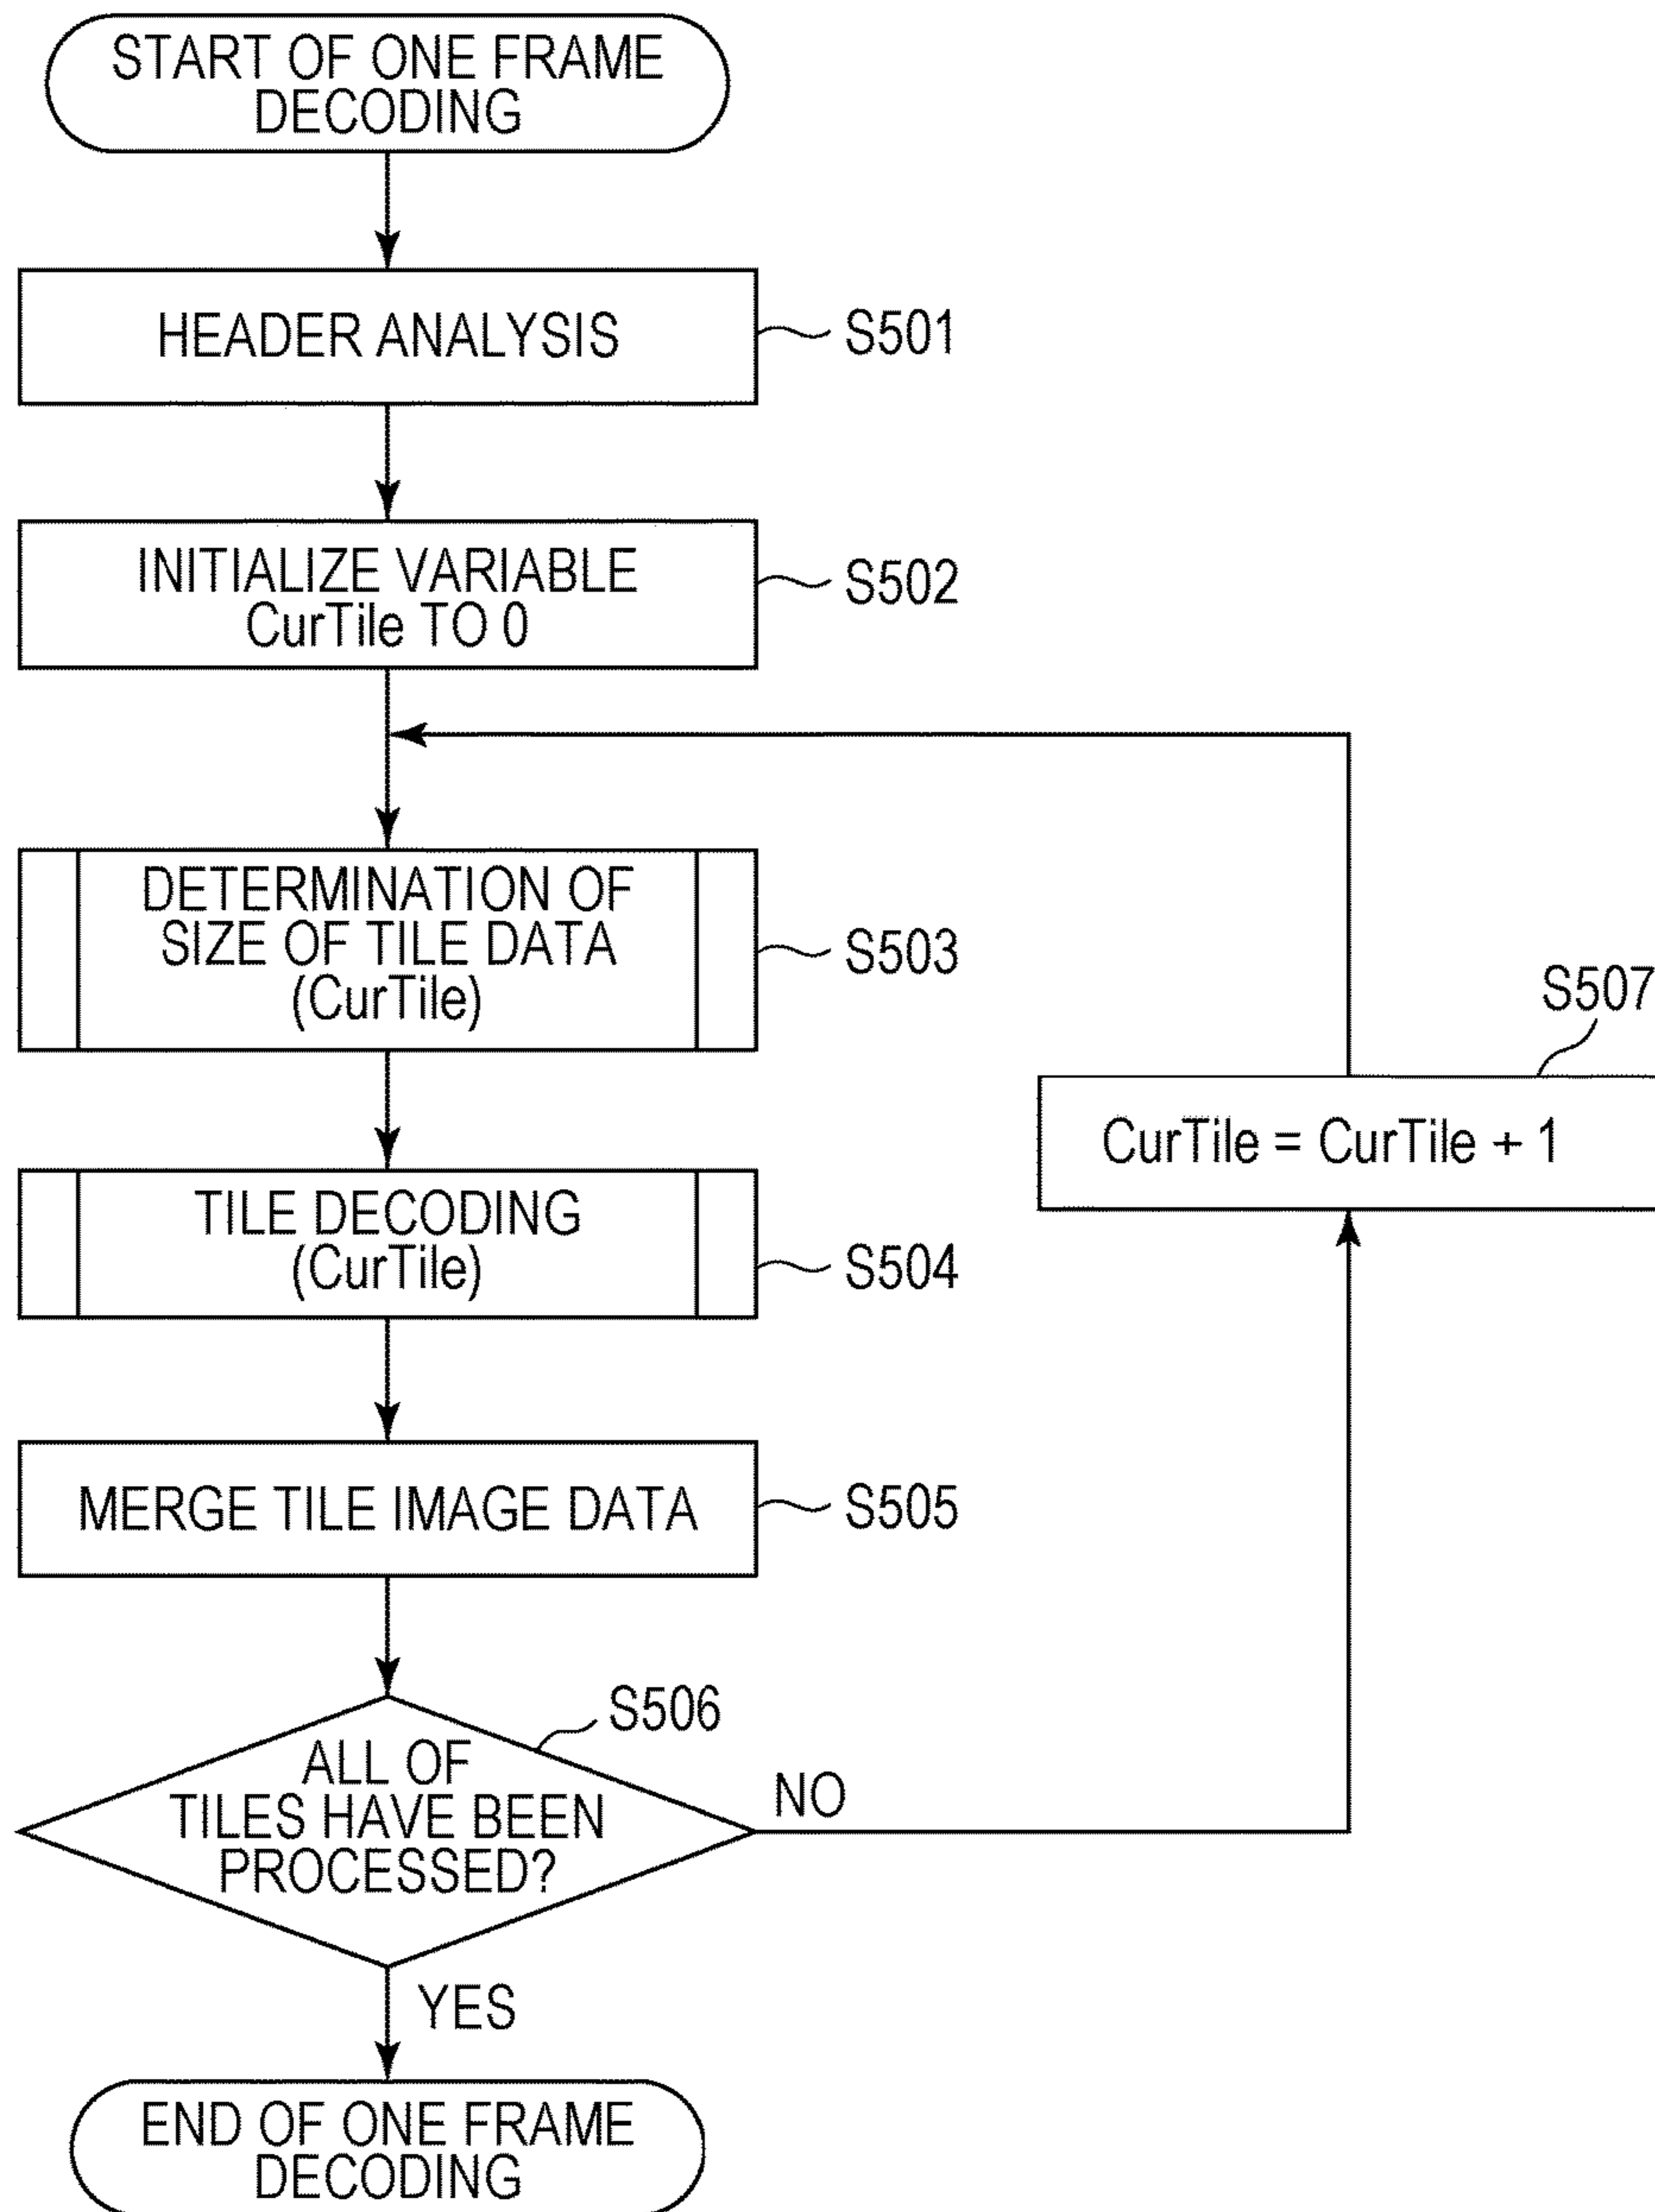 START OF ONE FRAME
DECODING
HEADER ANALYSIS
S501
INITIALIZE VARIABLE
CurTile TO 0
S502
DETERMINATION OF
SIZE OF TILE DATA
(CurTile)
S503
S507
CurTile = CurTile + 1
TILE DECODING
(CurTile)
S504
MERGE TILE IMAGE DATA
S505
S506
ALL OF
TILES HAVE BEEN
PROCESSED?
NO
YES
END OF ONE FRAME
DECODING